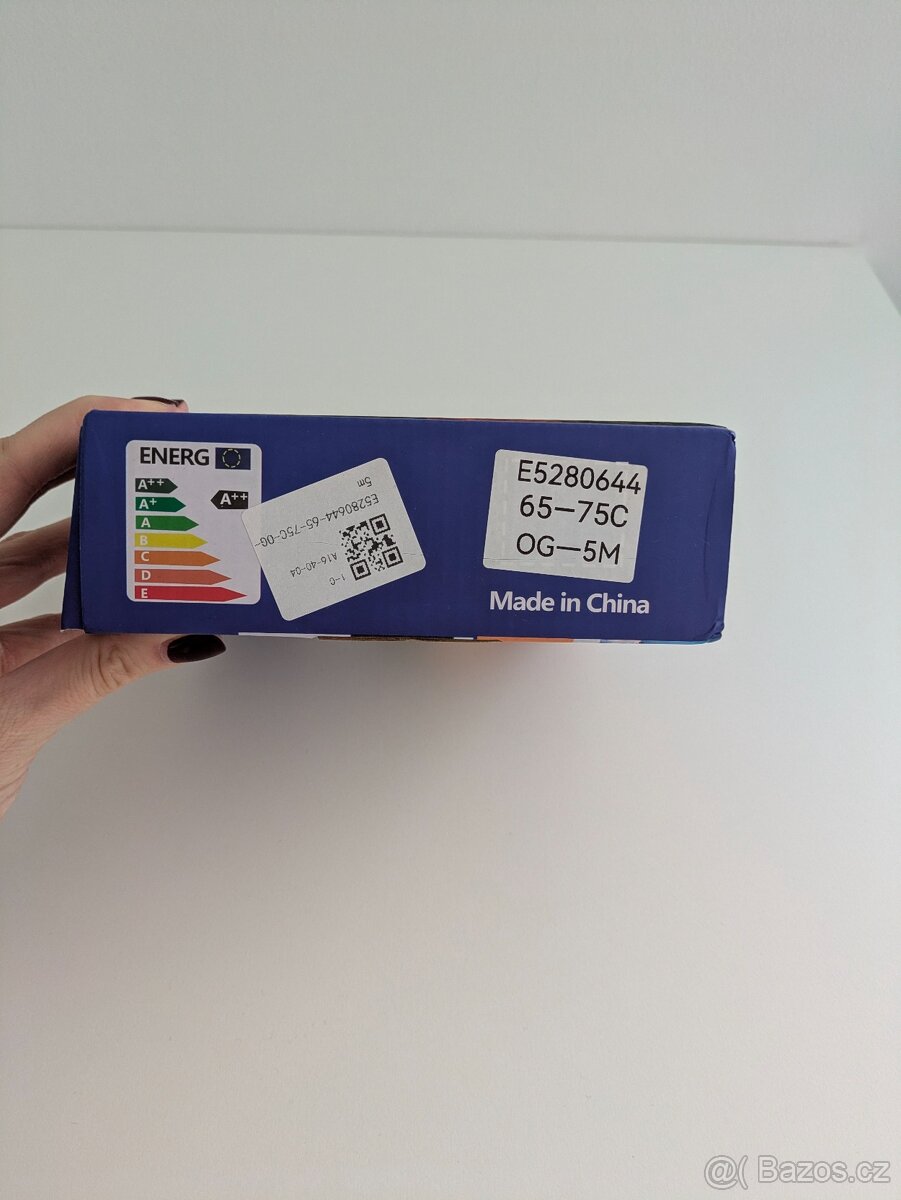 ENERG
A++
A+
A
B
C
D
E
A++
5m
E5280644-65-75C-OG-
A16-40-04
1-C
E5280644
65-75C
OG-5M
Made in China
@( Bazos.cz